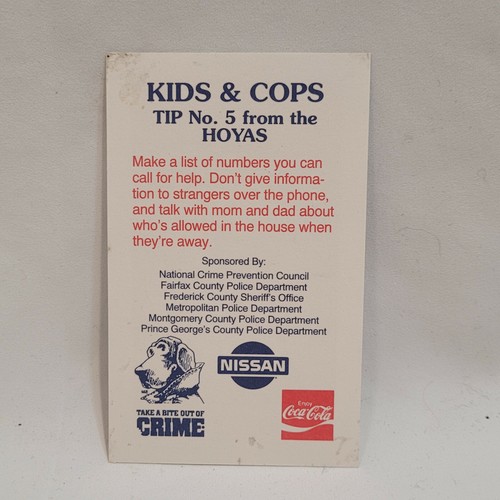 KIDS & COPS
TIP No. 5 from the
HOYAS
Make a list of numbers you can
call for help. Don't give informa-
tion to strangers over the phone,
and talk with mom and dad about
who's allowed in the house when
they're away.
Sponsored By:
National Crime Prevention Council
Fairfax County Police Department
Frederick County Sheriff's Office
Metropolitan Police Department
Montgomery County Police Department
Prince George's County Police Department
NISSAN
TAKE A BITE OUT OF
CRIME
Enjoy
Coca-Cola